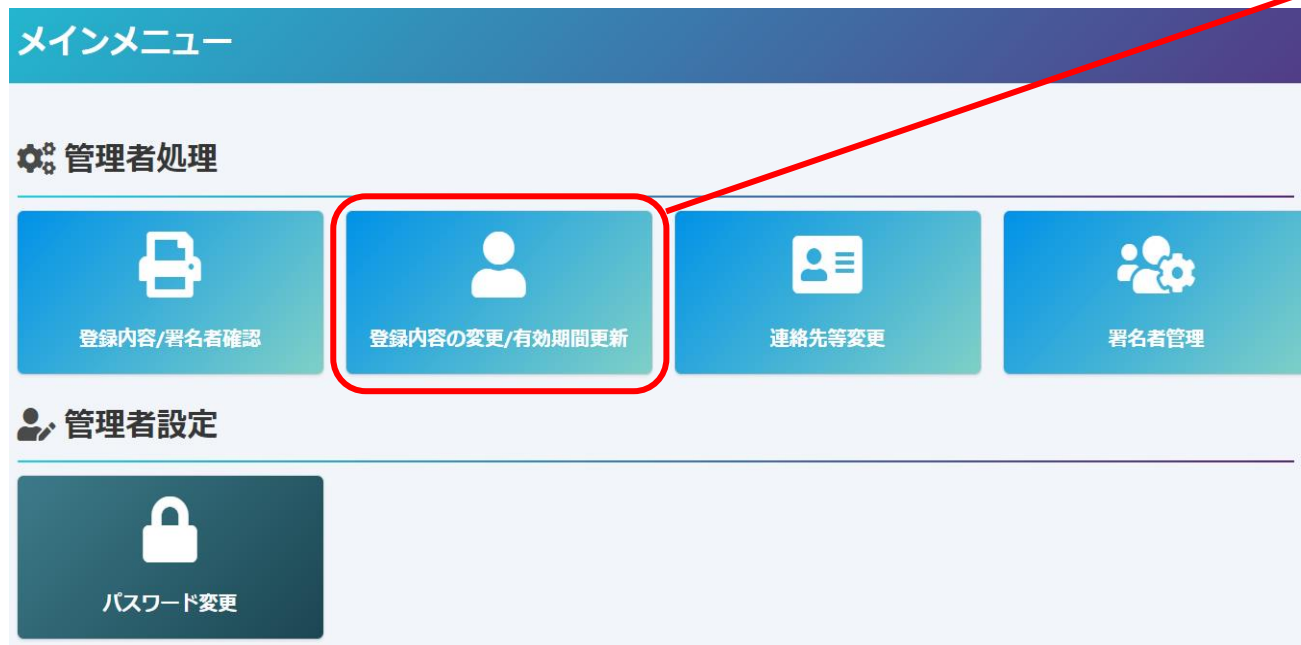 メインメニュー
管理者処理
登録内容/署名者確認
登録内容の変更/有効期間更新
連絡先等変更
署名者管理
管理者設定
パスワード変更